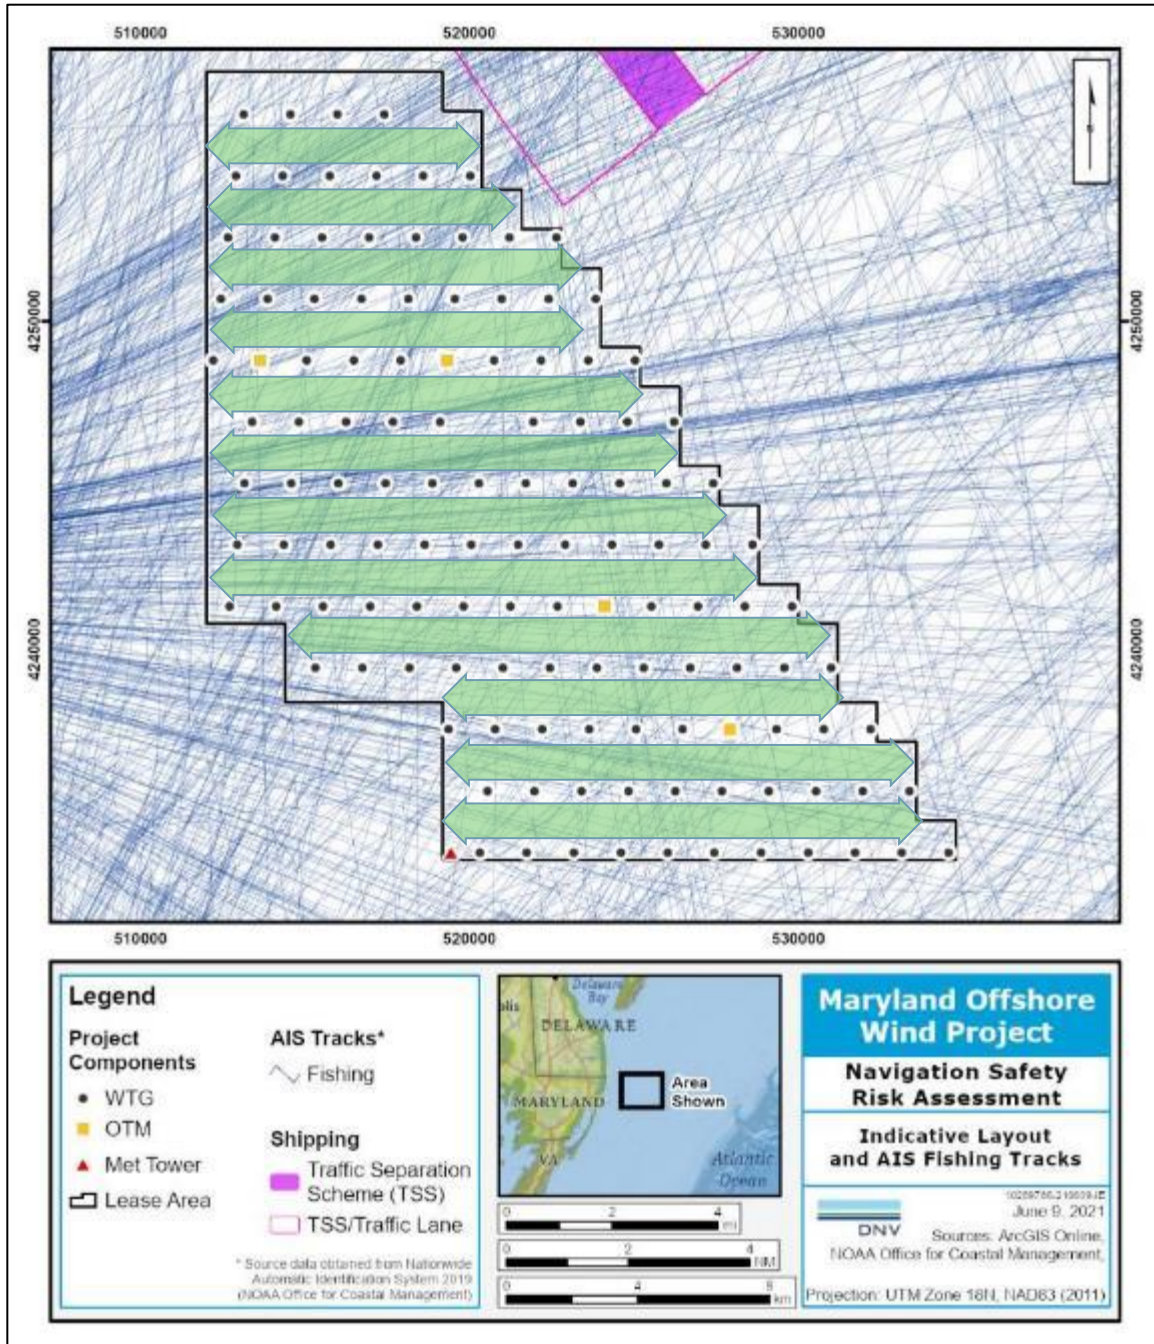 510000 520000 530000
4250000 4250000
4240000 4240000
510000 520000 530000
Legend
Project
Components
WTG
OTM
Met Tower
Lease Area
AIS Tracks*
Fishing
Shipping
Traffic Separation
Scheme (TSS)
TSS/Traffic Lane
* Source data obtained from Nationwide
Automatic Identification System 2019
(NOAA Office for Coastal Management)
Delaware
Bay
DELAWARE
MARYLAND
VA
Area
Shown
Atlantic
Ocean
0 2 4
mi
0 2 4
NM
0 4 8
km
Maryland Offshore
Wind Project
Navigation Safety
Risk Assessment
Indicative Layout
and AIS Fishing Tracks
June 9, 2021
DNV
Sources: ArcGIS Online,
NOAA Office for Coastal Management,
Projection: UTM Zone 18N, NAD83 (2011)